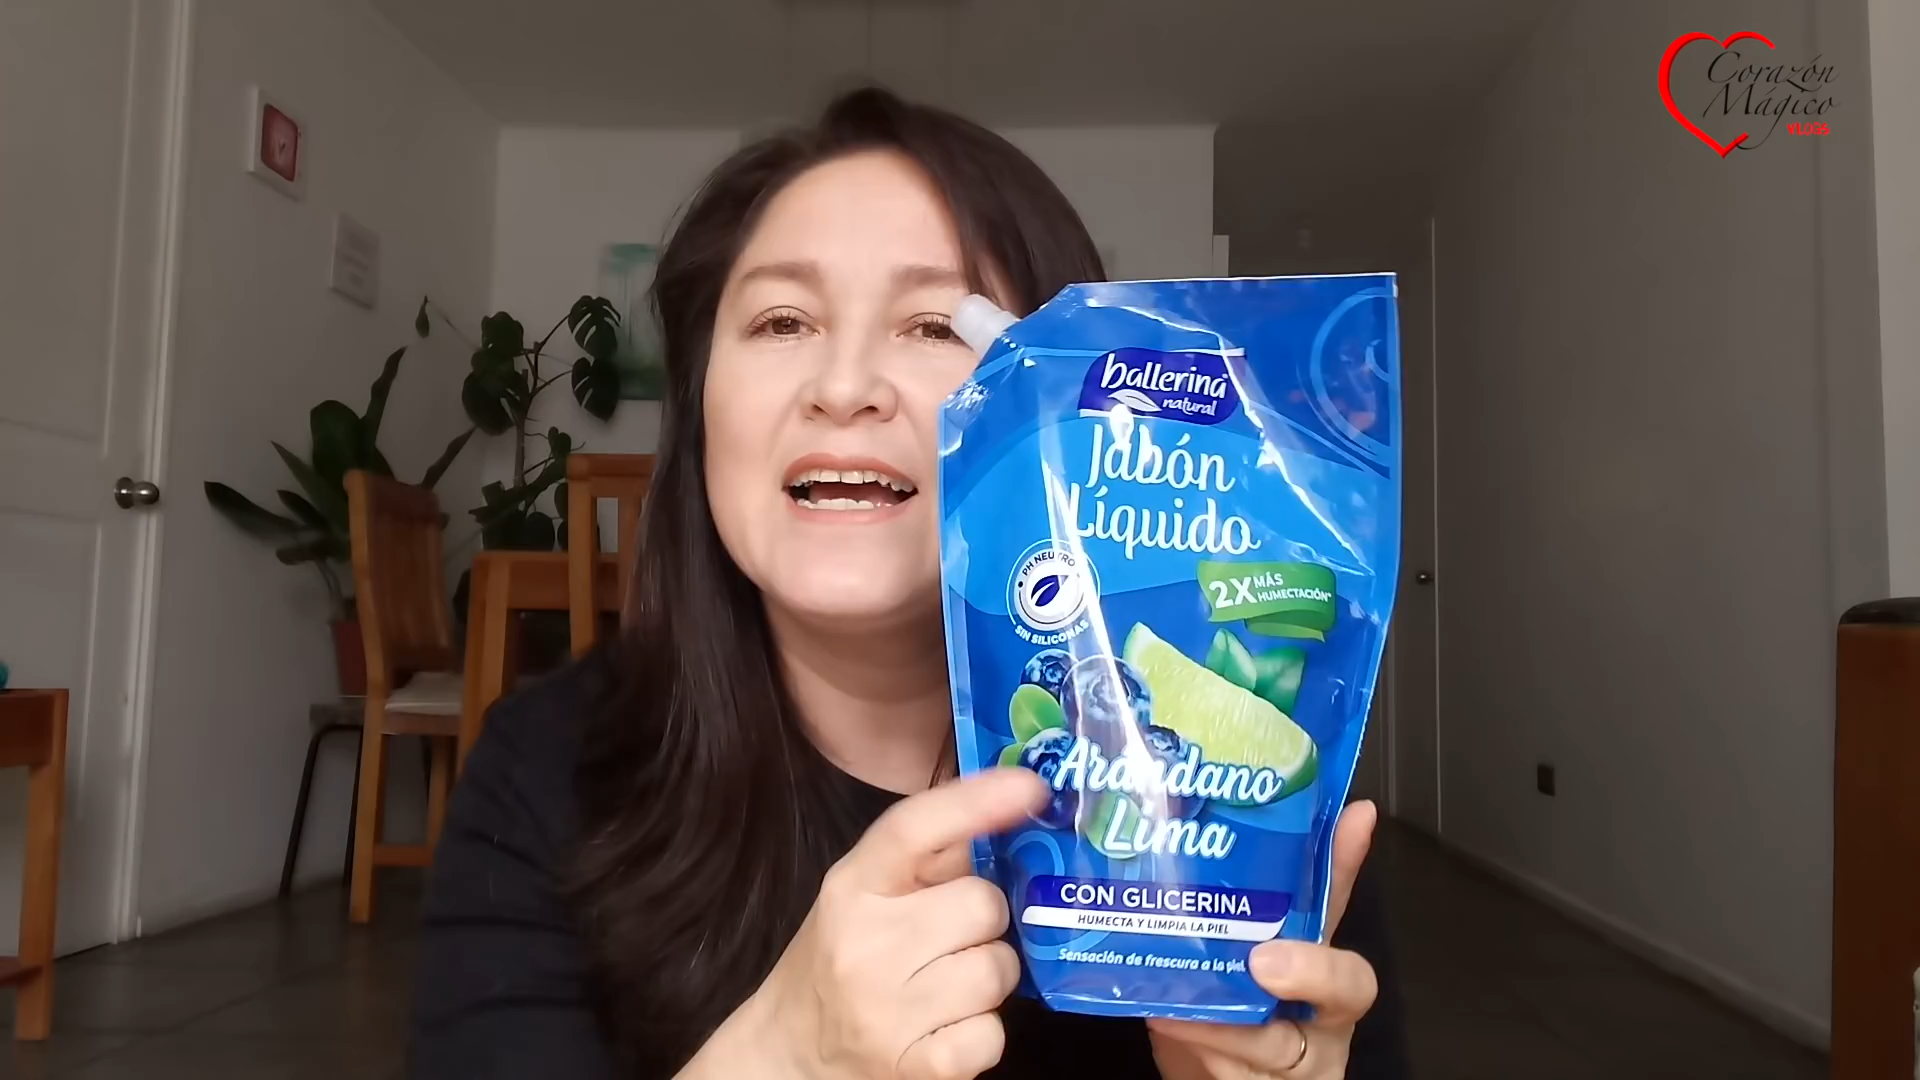 Corazón
Mágico
VLOGS
ballerina
natural
Jabón
Líquido
PH NEUTRO
SIN SILICONAS
2X MÁS
HUMECTACIÓN
Arándano
Lima
CON GLICERINA
HUMECTA Y LIMPIA LA PIEL
Sensación de frescura a la piel